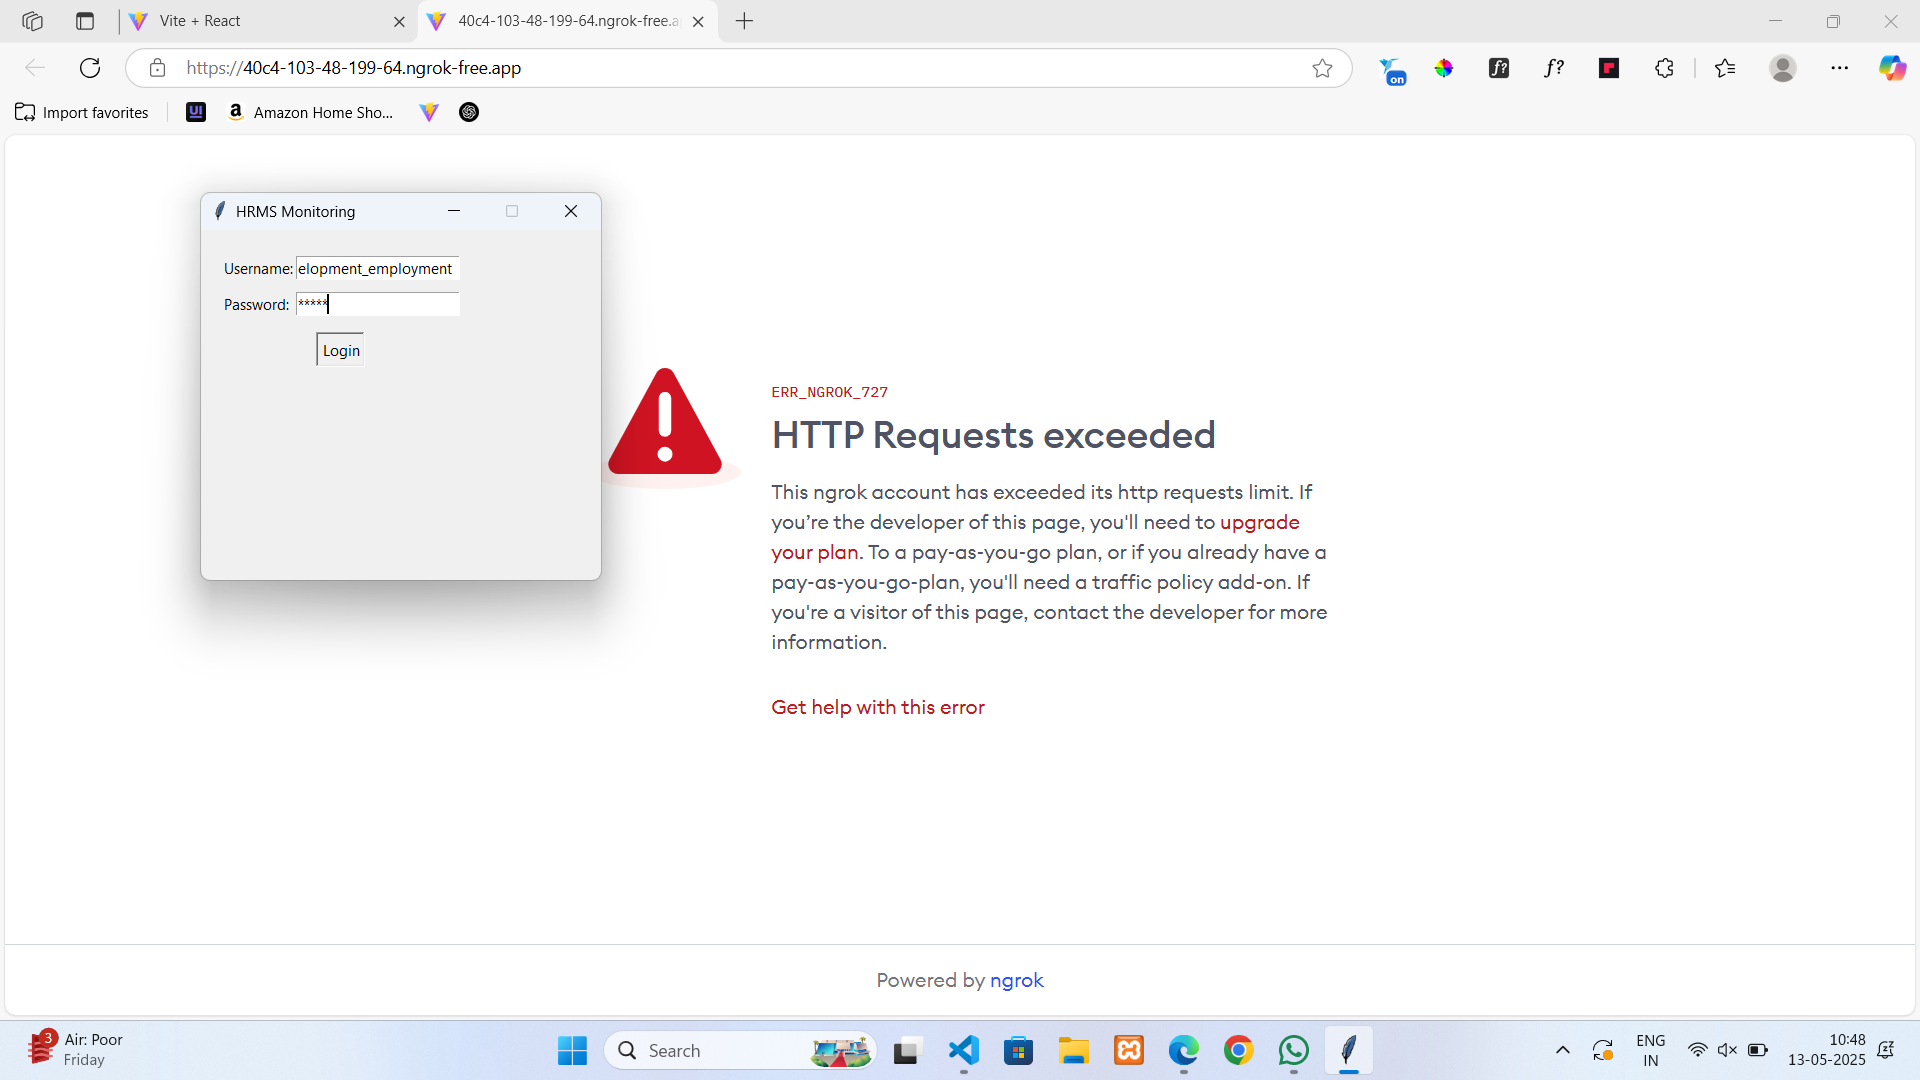 Vite + React
40c4-103-48-199-64.ngrok-free.a
https://40c4-103-48-199-64.ngrok-free.app
on
f?
f?
Import favorites
UI
Amazon Home Sho...
HRMS Monitoring
Username: elopment_employment
Password: *****
Login
ERR_NGROK_727
HTTP Requests exceeded
This ngrok account has exceeded its http requests limit. If
you’re the developer of this page, you'll need to upgrade
your plan. To a pay-as-you-go plan, or if you already have a
pay-as-you-go-plan, you'll need a traffic policy add-on. If
you're a visitor of this page, contact the developer for more
information.
Get help with this error
Powered by ngrok
3
Air: Poor
Friday
Search
ENG
IN
10:48
13-05-2025